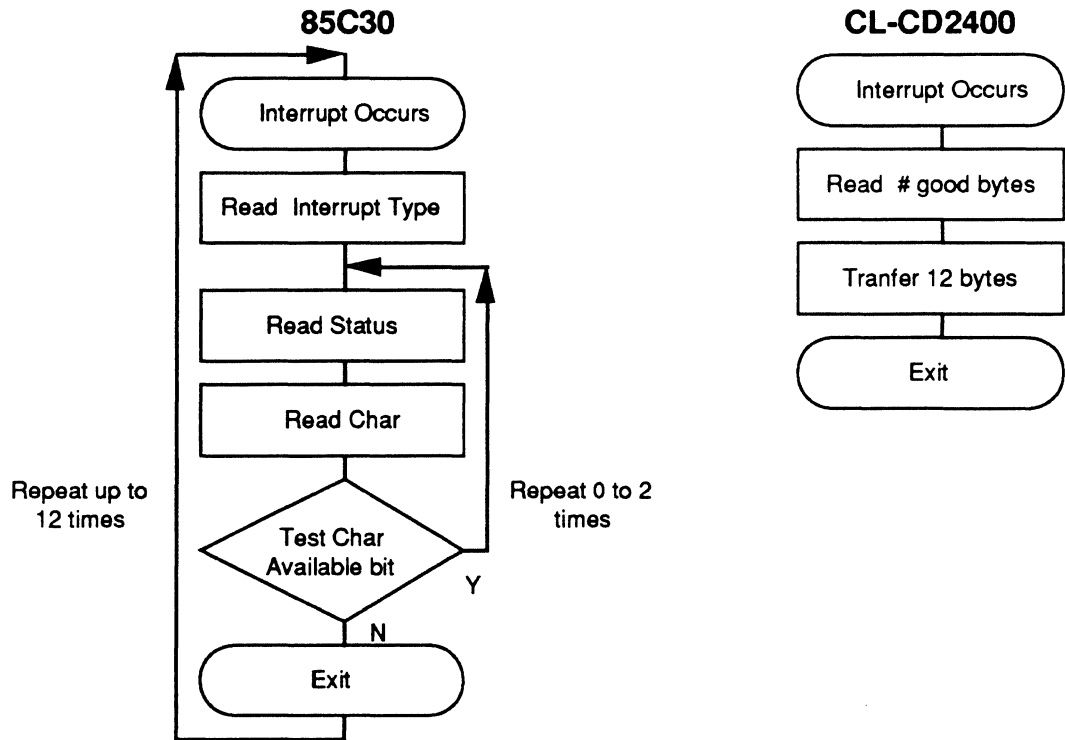 85C30
Interrupt Occurs
Read Interrupt Type
Read Status
Read Char
Repeat up to
12 times
Repeat 0 to 2
times
Test Char
Available bit
Y
N
Exit
CL-CD2400
Interrupt Occurs
Read # good bytes
Tranfer 12 bytes
Exit